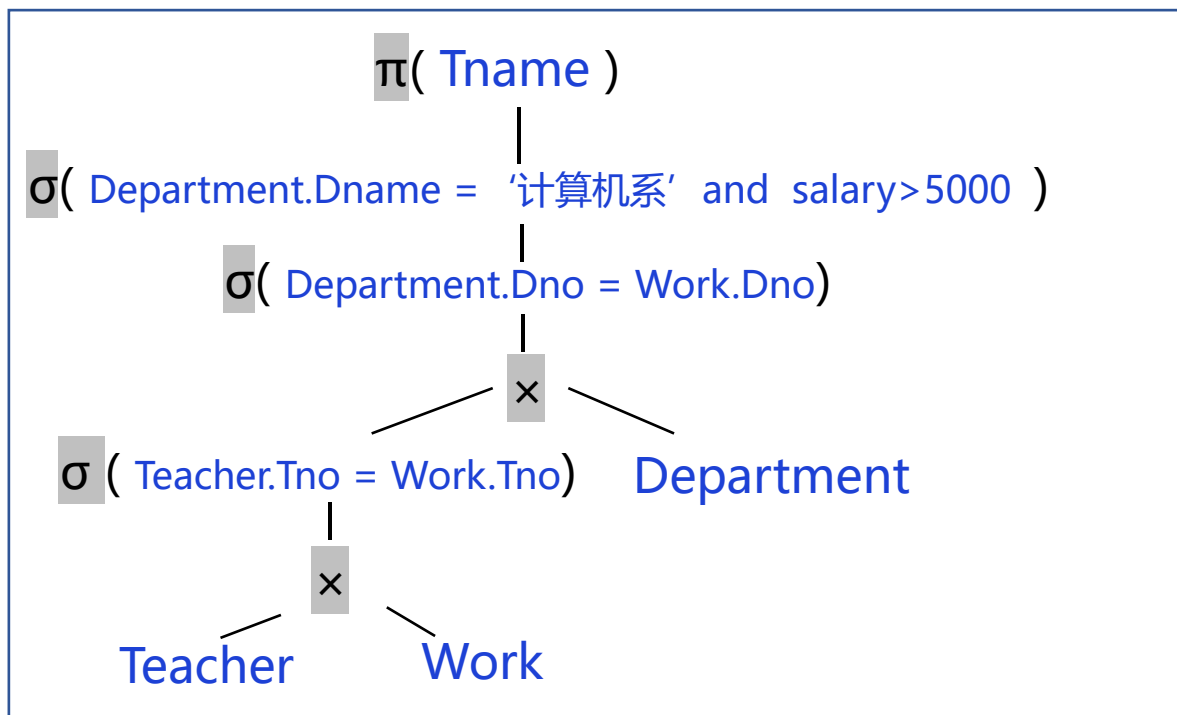 π( Tname )
σ( Department.Dname = ‘计算机系’ and salary>5000 )
σ( Department.Dno = Work.Dno)
×
σ ( Teacher.Tno = Work.Tno) Department
×
Teacher Work